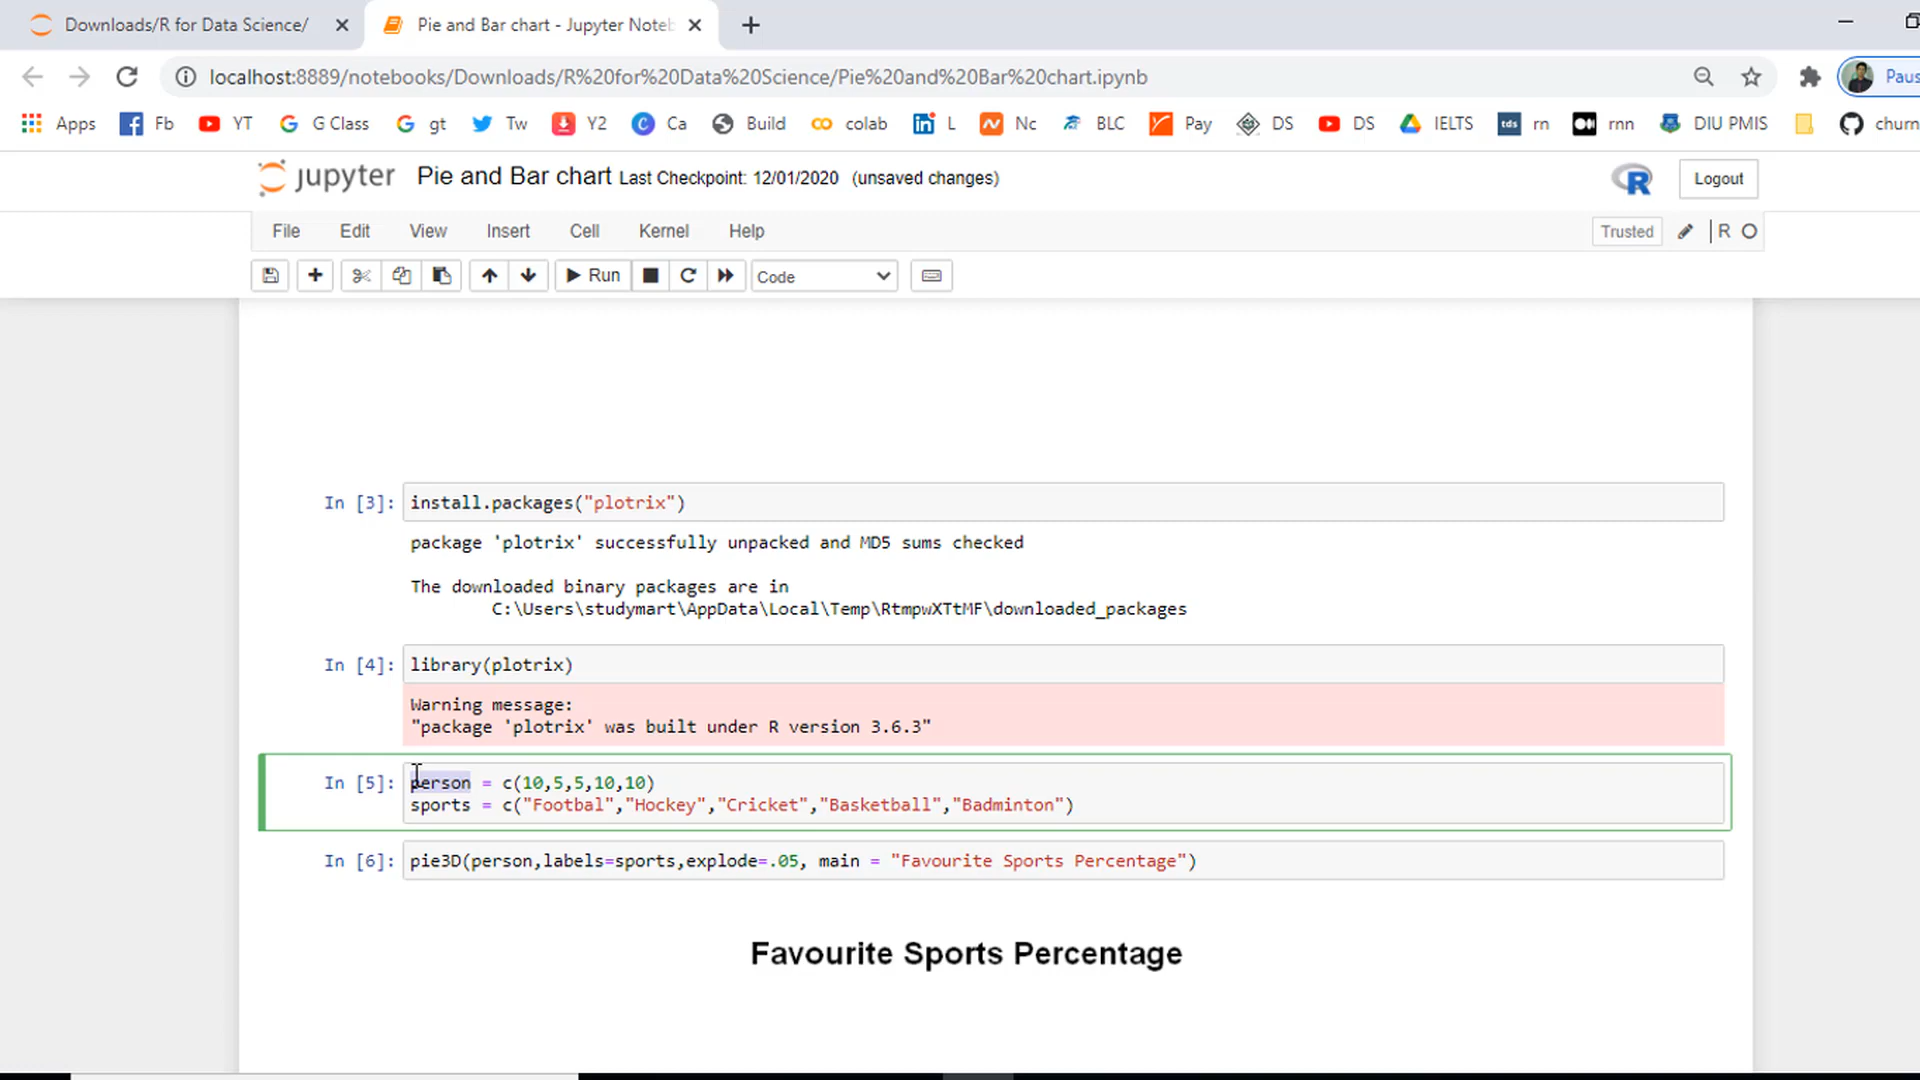 Downloads/R for Data Science/
Pie and Bar chart - Jupyter Noteb
localhost:8889/notebooks/Downloads/R%20for%20Data%20Science/Pie%20and%20Bar%20chart.ipynb
Paus
Apps Fb YT G Class gt Tw Y2 Ca Build colab L Nc BLC Pay DS DS IELTS rn rnn DIU PMIS churn
jupyter Pie and Bar chart Last Checkpoint: 12/01/2020 (unsaved changes) Logout
File Edit View Insert Cell Kernel Help Trusted R
Run Code
In [3]: install.packages("plotrix")
package 'plotrix' successfully unpacked and MD5 sums checked
The downloaded binary packages are in
C:\Users\studymart\AppData\Local\Temp\RtmpwXTtMF\downloaded_packages
In [4]: library(plotrix)
Warning message:
"package 'plotrix' was built under R version 3.6.3"
In [5]: person = c(10,5,5,10,10)
sports = c("Footbal","Hockey","Cricket","Basketball","Badminton")
In [6]: pie3D(person,labels=sports,explode=.05, main = "Favourite Sports Percentage")
Favourite Sports Percentage